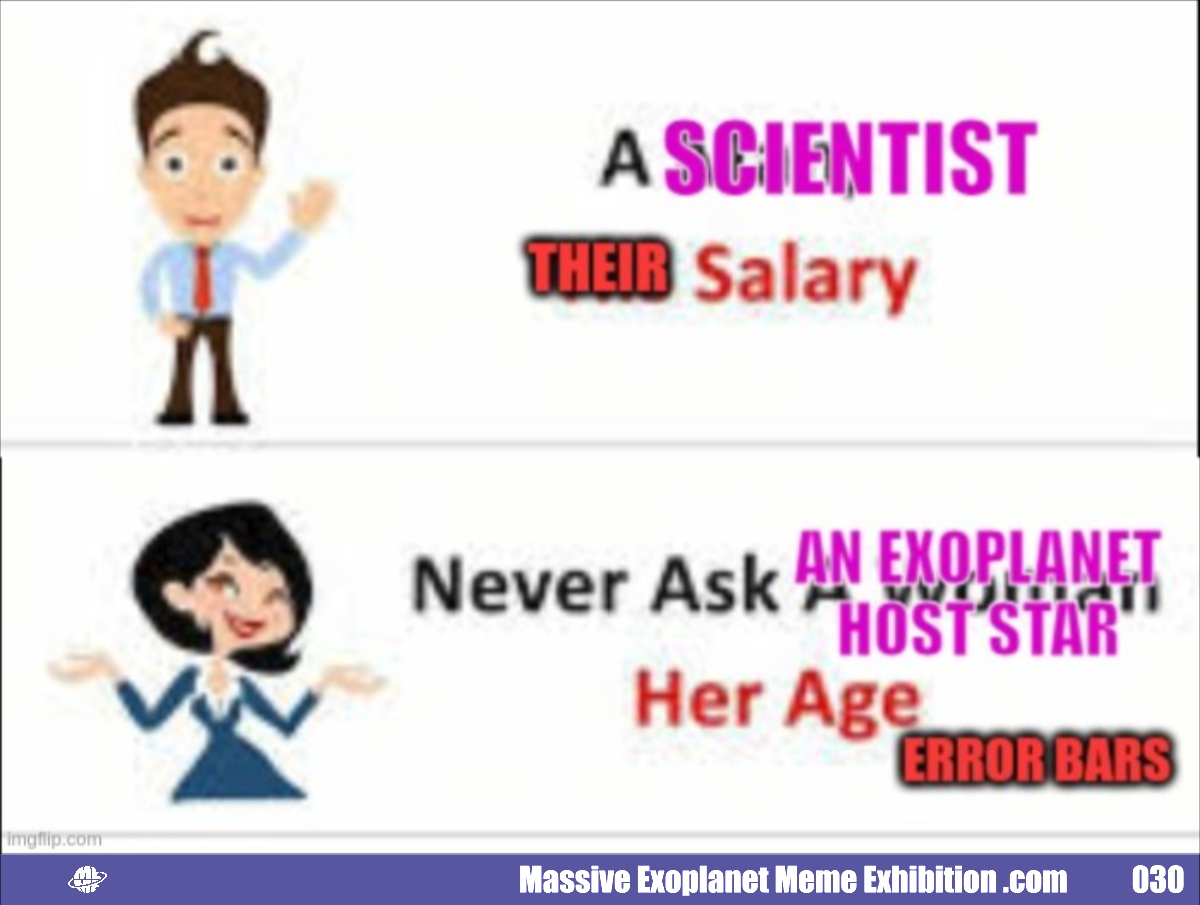 A SCIENTIST
THEIR Salary
Never Ask AN EXOPLANET
HOST STAR
Her Age
ERROR BARS
imgflip.com
Massive Exoplanet Meme Exhibition .com 030